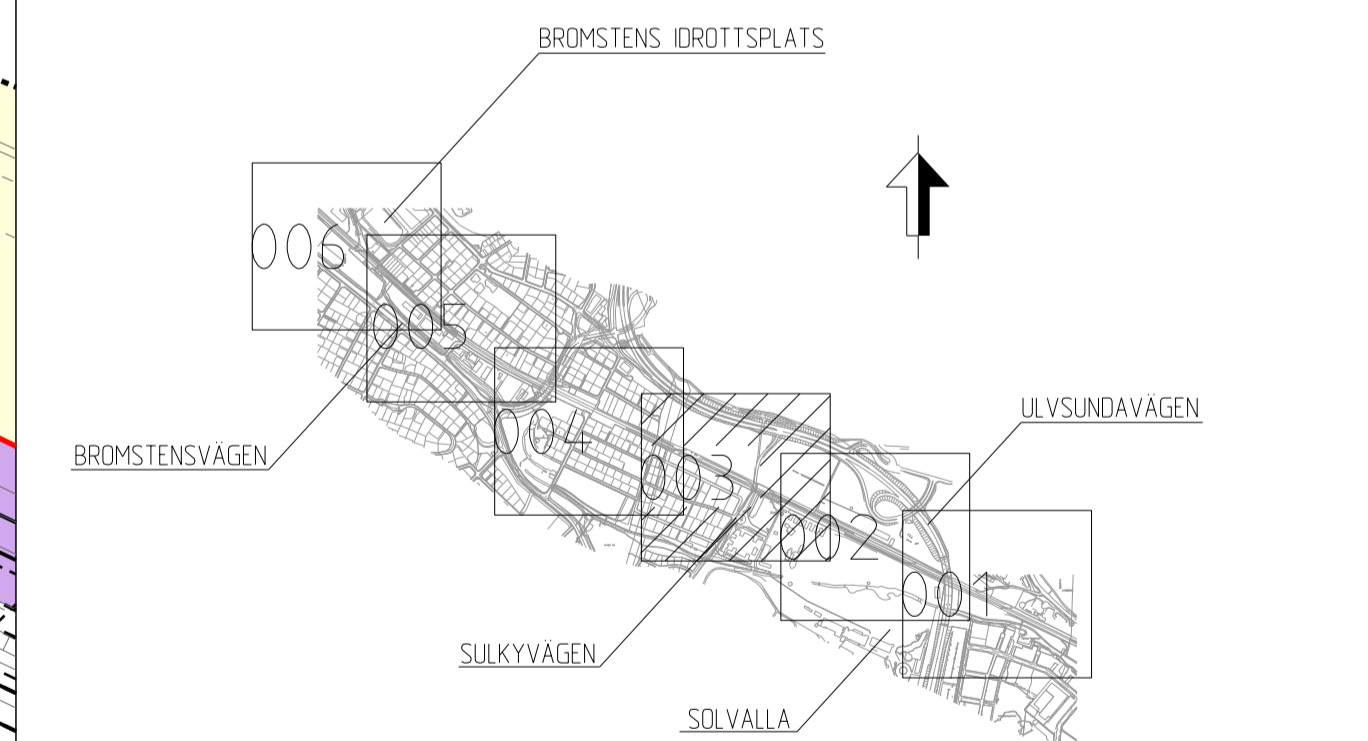 BROMSTENS IDROTTSPLATS
006
005
ULVSUNDAVÄGEN
004
BROMSTENSVÄGEN
003
002
001
SULKYVÄGEN
SOLVALLA